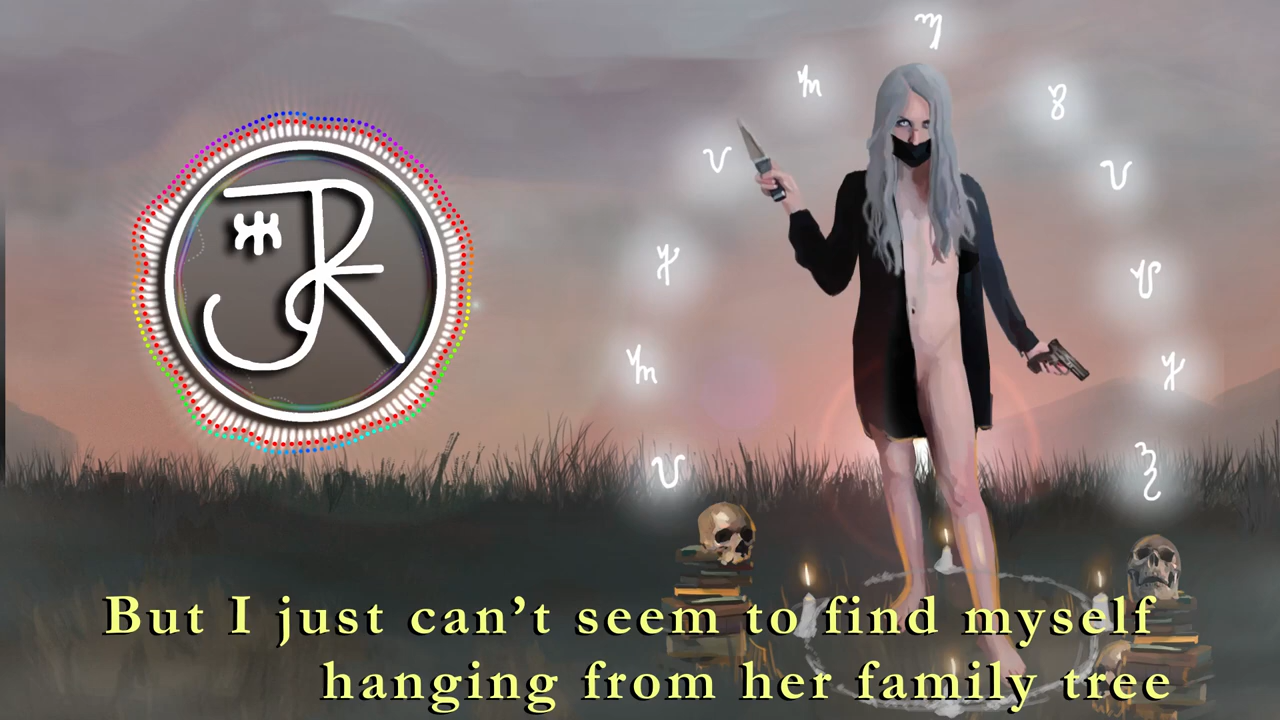 But I just can't seem to find myself
hanging from her family tree